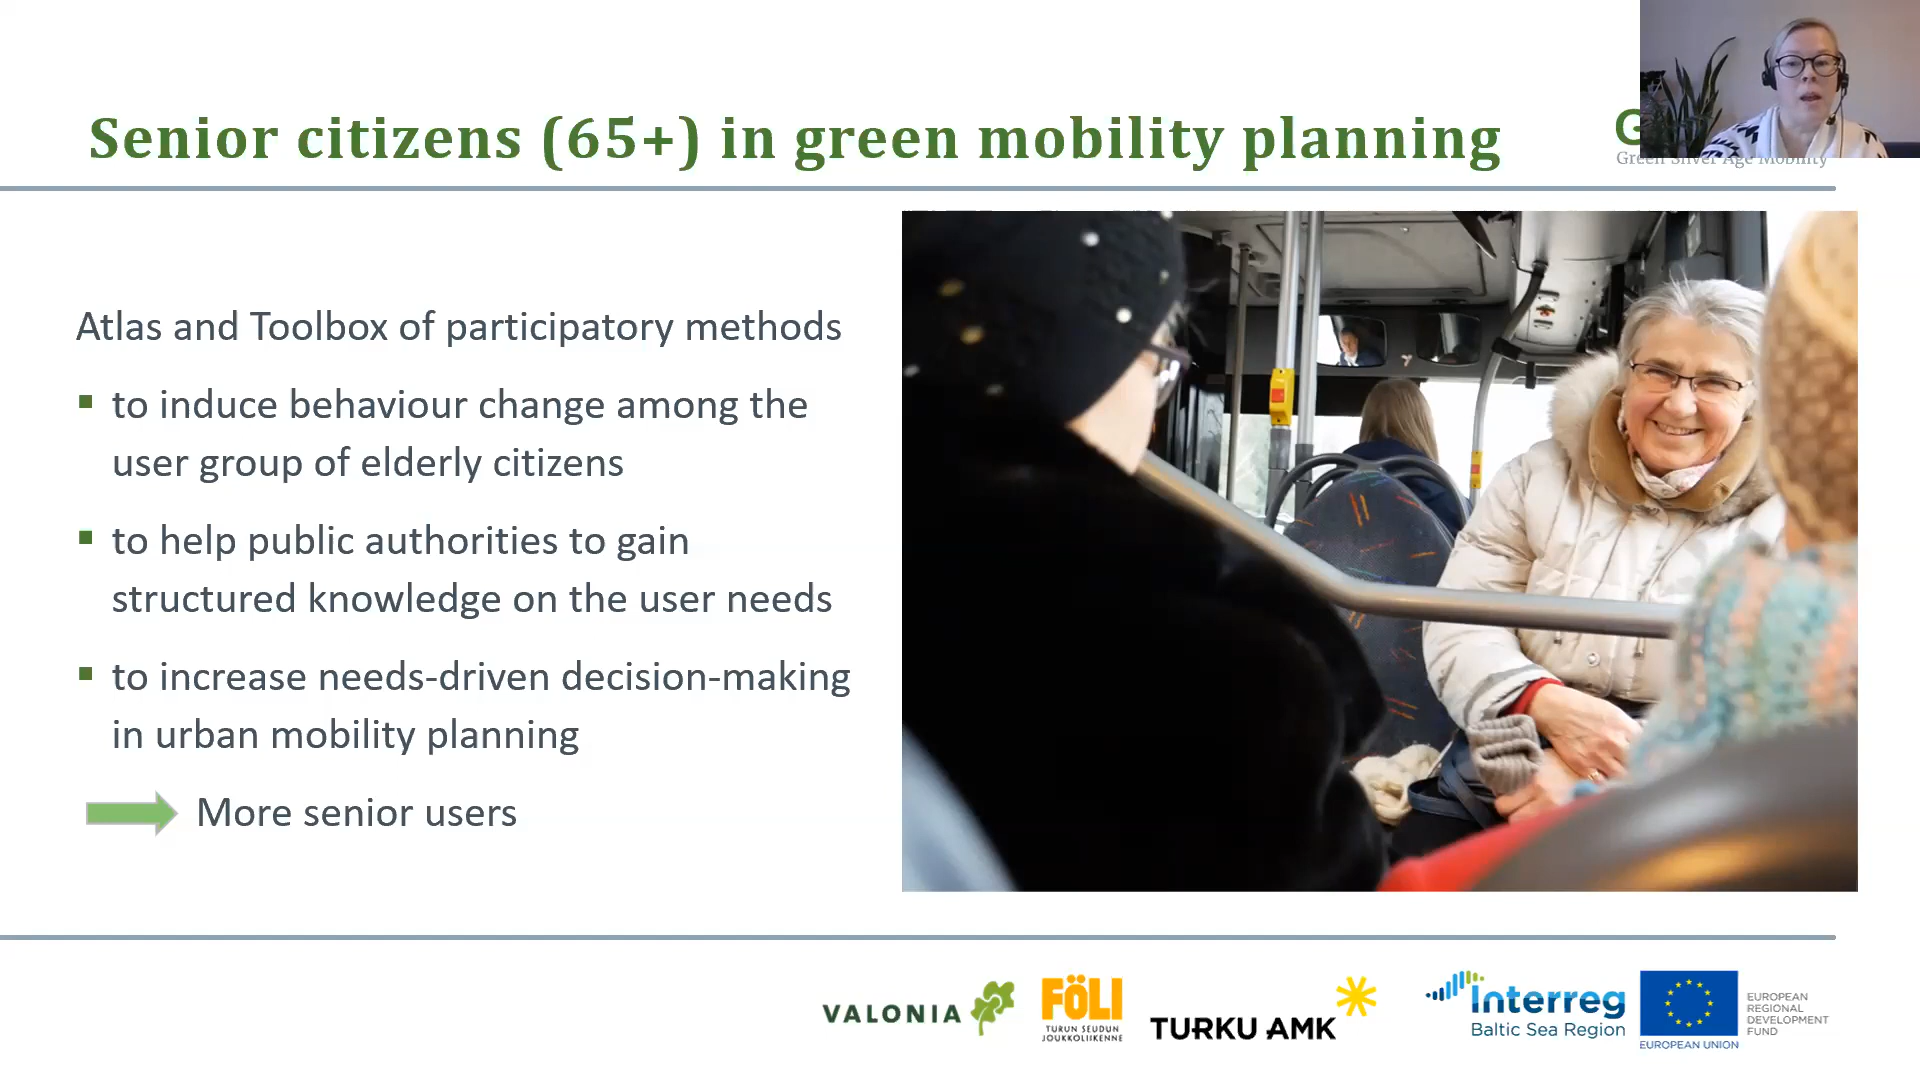 Senior citizens (65+) in green mobility planning
G
Green Silver Age Mobility
Atlas and Toolbox of participatory methods
to induce behaviour change among the
user group of elderly citizens
to help public authorities to gain
structured knowledge on the user needs
to increase needs-driven decision-making
in urban mobility planning
More senior users
VALONIA
FÖLI
TURUN SEUDUN
JOUKKOLIIKENNE
TURKU AMK
Interreg
Baltic Sea Region
EUROPEAN UNION
EUROPEAN
REGIONAL
DEVELOPMENT
FUND